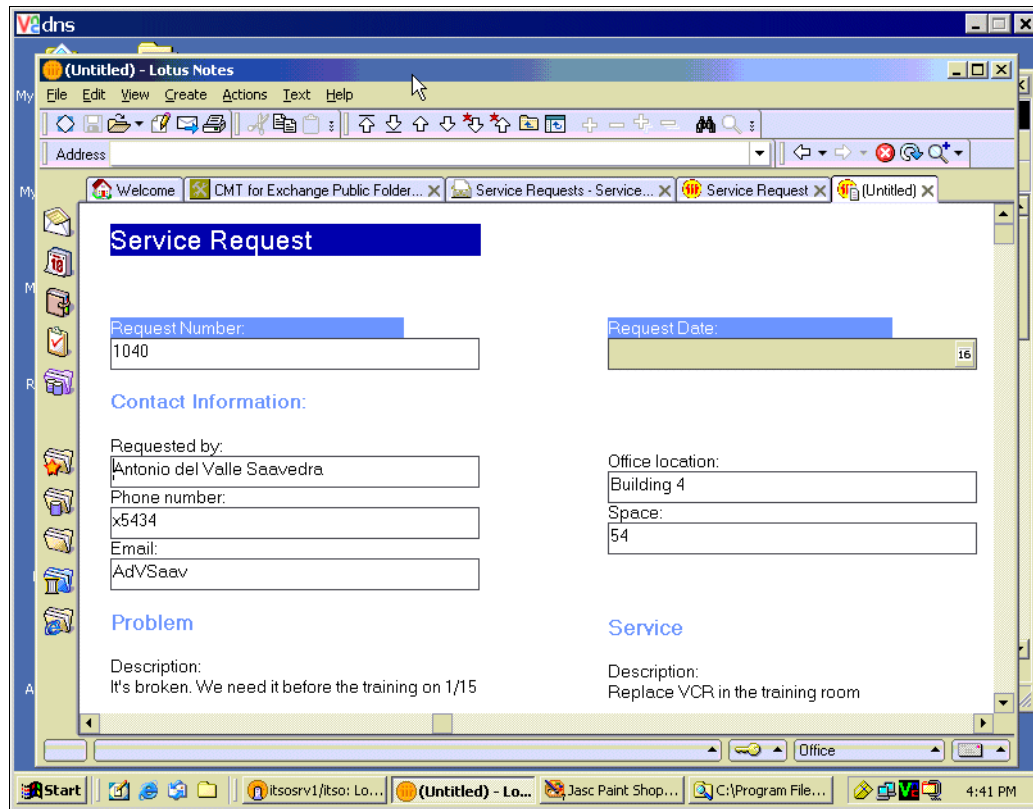 dns
(Untitled) - Lotus Notes
My
File Edit View Create Actions Text Help
Address
My
Welcome
CMT for Exchange Public Folder...
Service Requests - Service...
Service Request
(Untitled)
Service Request
M
Request Number:
Request Date:
1040
16
R
Contact Information:
Requested by:
Antonio del Valle Saavedra
Office location:
Building 4
Phone number:
x5434
Space:
54
Email:
AdVSaav
Problem
Service
Description:
It's broken. We need it before the training on 1/15
Description:
Replace VCR in the training room
A
Office
Start
itsosrv1/itso: Lo...
(Untitled) - Lo...
Jasc Paint Shop...
C:\Program File...
4:41 PM